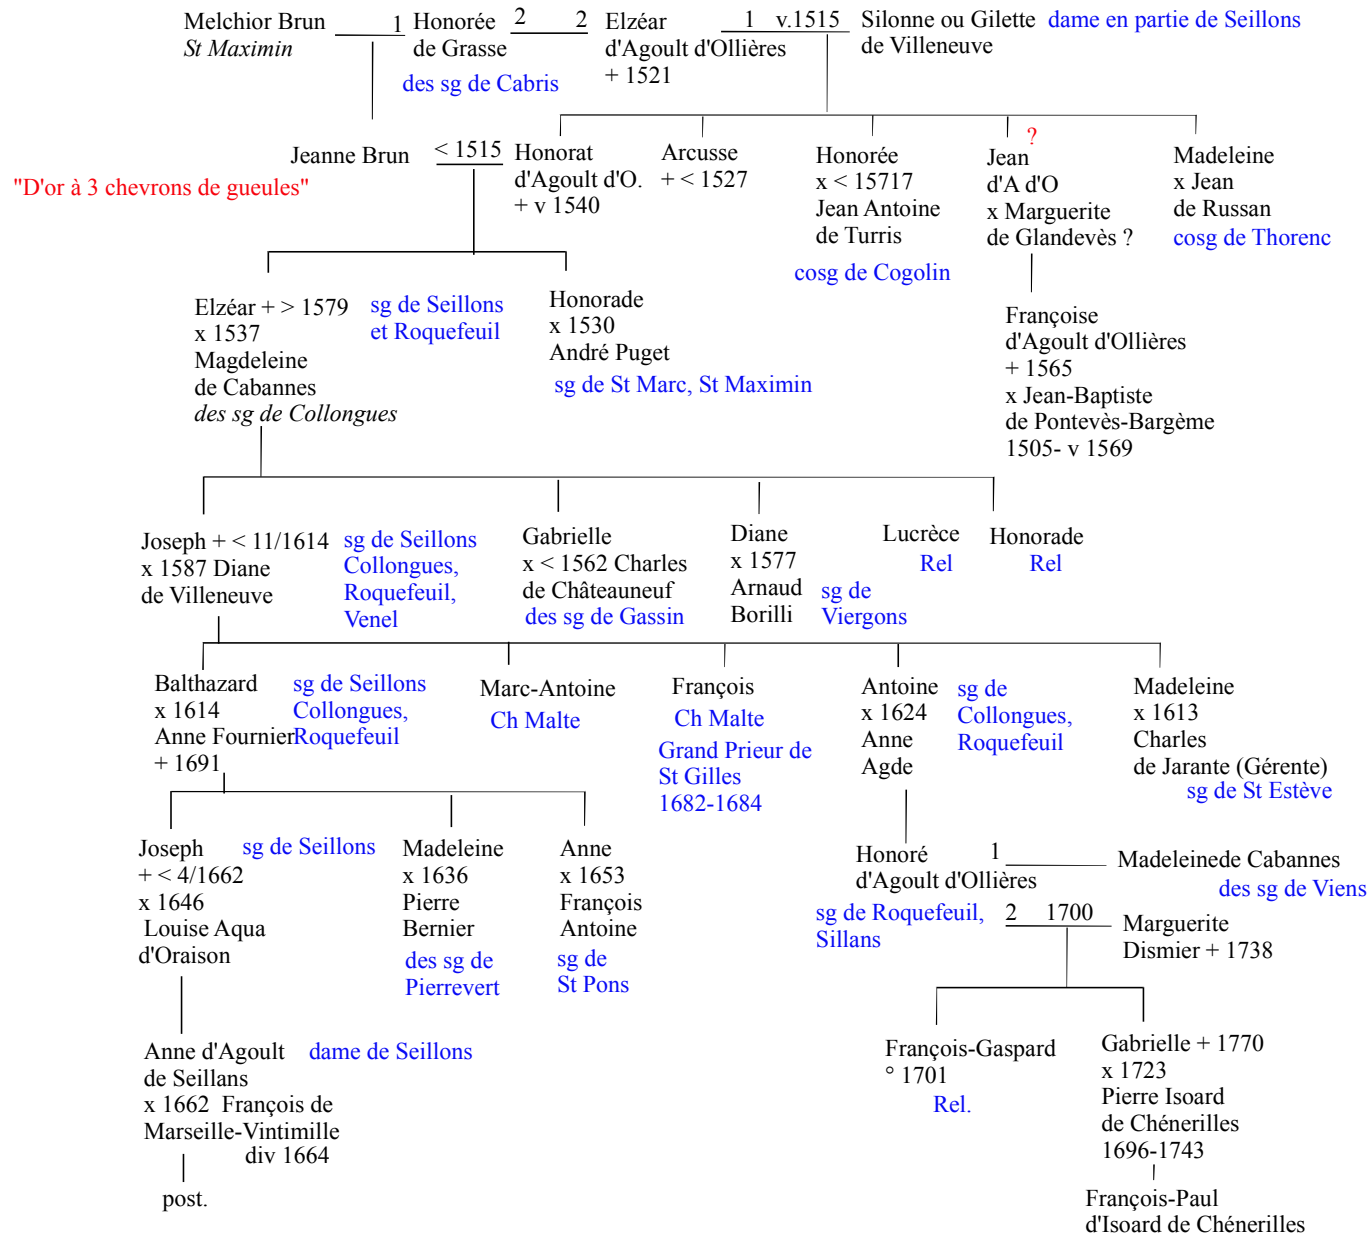 Melchior Brun
St Maximin
1
Honorée
de Grasse
des sg de Cabris
2
2
Elzéar
d'Agoult d'Ollières
+ 1521
1
v.1515
Silonne ou Gilette
de Villeneuve
dame en partie de Seillons
Jeanne Brun
< 1515
"D'or à 3 chevrons de gueules"
Honorat
d'Agoult d'O.
+ v 1540
Arcusse
+ < 1527
Honorée
x < 15717
Jean Antoine
de Turris
cosg de Cogolin
?
Jean
d'A d'O
x Marguerite
de Glandevès ?
Madeleine
x Jean
de Russan
cosg de Thorenc
Elzéar + > 1579
x 1537
Magdeleine
de Cabannes
des sg de Collongues
sg de Seillons
et Roquefeuil
Honorade
x 1530
André Puget
sg de St Marc, St Maximin
Françoise
d'Agoult d'Ollières
+ 1565
x Jean-Baptiste
de Pontevès-Bargème
1505- v 1569
Joseph + < 11/1614
x 1587 Diane
de Villeneuve
sg de Seillons
Collongues,
Roquefeuil,
Venel
Gabrielle
x < 1562 Charles
de Châteauneuf
des sg de Gassin
Diane
x 1577
Arnaud
Borilli
sg de
Viergons
Lucrèce
Rel
Honorade
Rel
Balthazard
x 1614
Anne Fournier
+ 1691
sg de Seillons
Collongues,
Roquefeuil
Marc-Antoine
Ch Malte
François
Ch Malte
Grand Prieur de
St Gilles
1682-1684
Antoine
x 1624
Anne
Agde
sg de
Collongues,
Roquefeuil
Madeleine
x 1613
Charles
de Jarante (Gérente)
sg de St Estève
Joseph
+ < 4/1662
x 1646
Louise Aqua
d'Oraison
sg de Seillons
Madeleine
x 1636
Pierre
Bernier
des sg de
Pierrevert
Anne
x 1653
François
Antoine
sg de
St Pons
Honoré
d'Agoult d'Ollières
sg de Roquefeuil,
Sillans
1
Madeleinede Cabannes
des sg de Viens
2
1700
Marguerite
Dismier + 1738
Anne d'Agoult
de Seillans
x 1662 François de
Marseille-Vintimille
div 1664
dame de Seillons
post.
François-Gaspard
° 1701
Rel.
Gabrielle + 1770
x 1723
Pierre Isoard
de Chénerilles
1696-1743
François-Paul
d'Isoard de Chénerilles